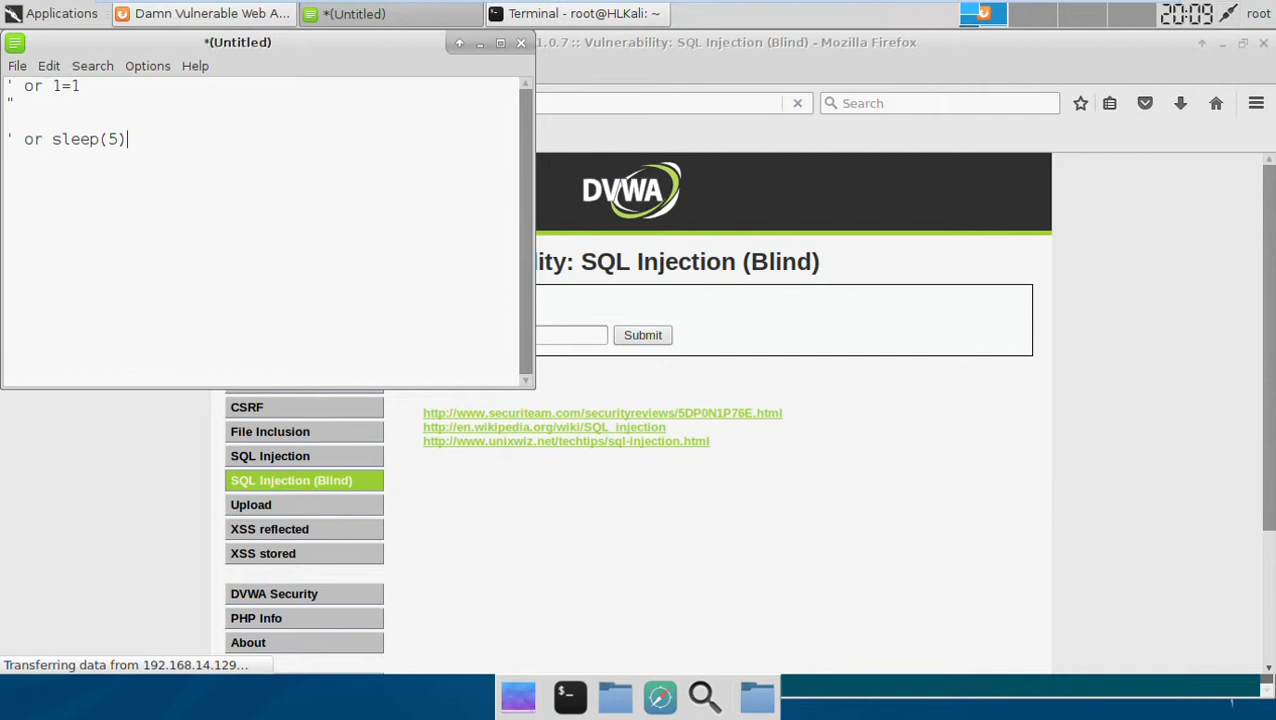 Applications
Damn Vulnerable Web A...
*(Untitled)
Terminal - root@HLKali: ~
20:09
root
*(Untitled)
1.0.7 :: Vulnerability: SQL Injection (Blind) - Mozilla Firefox
File Edit Search Options Help
' or 1=1
"
' or sleep(5)
Search
DVWA
lity: SQL Injection (Blind)
Submit
http://www.securiteam.com/securityreviews/5DP0N1P76E.html
http://en.wikipedia.org/wiki/SQL_injection
http://www.unixwiz.net/techtips/sql-injection.html
CSRF
File Inclusion
SQL Injection
SQL Injection (Blind)
Upload
XSS reflected
XSS stored
DVWA Security
PHP Info
About
Transferring data from 192.168.14.129...
$_